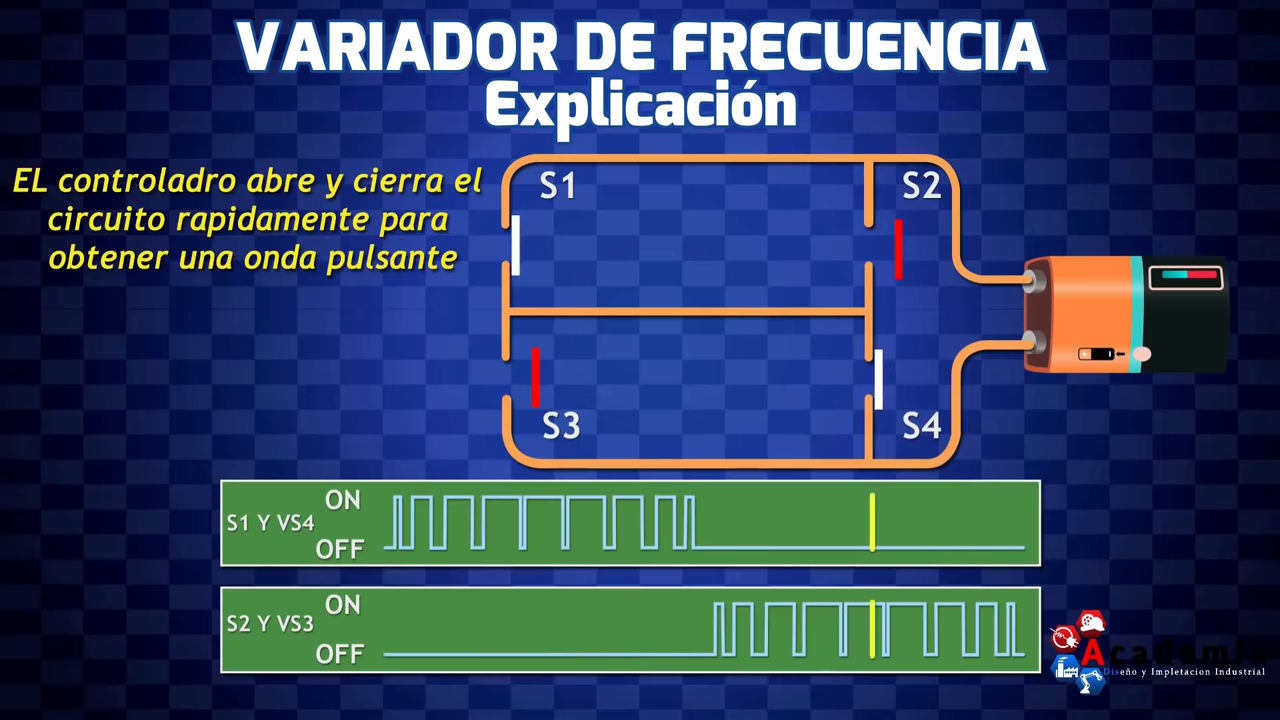 VARIADOR DE FRECUENCIA
Explicación
EL controladro abre y cierra el
circuito rapidamente para
obtener una onda pulsante
S1
S2
S3
S4
ON
S1 Y VS4
OFF
ON
S2 Y VS3
OFF
Academia
Diseño y Impletacion Industrial